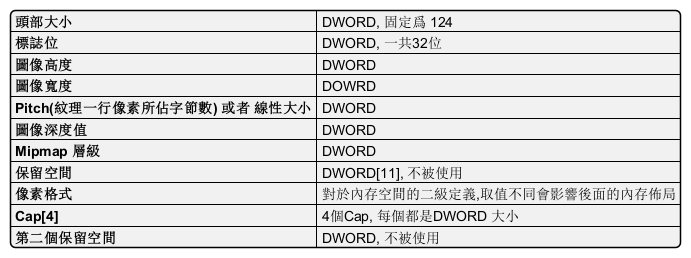 頭部大小 DWORD, 固定爲 124
標誌位 DWORD, 一共32位
圖像高度 DWORD
圖像寬度 DOWRD
Pitch(紋理一行像素所佔字節數) 或者 線性大小 DWORD
圖像深度值 DWORD
Mipmap 層級 DWORD
保留空間 DWORD[11], 不被使用
像素格式 對於內存空間的二級定義,取值不同會影響後面的內存佈局
Cap[4] 4個Cap, 每個都是DWORD 大小
第二個保留空間 DWORD, 不被使用